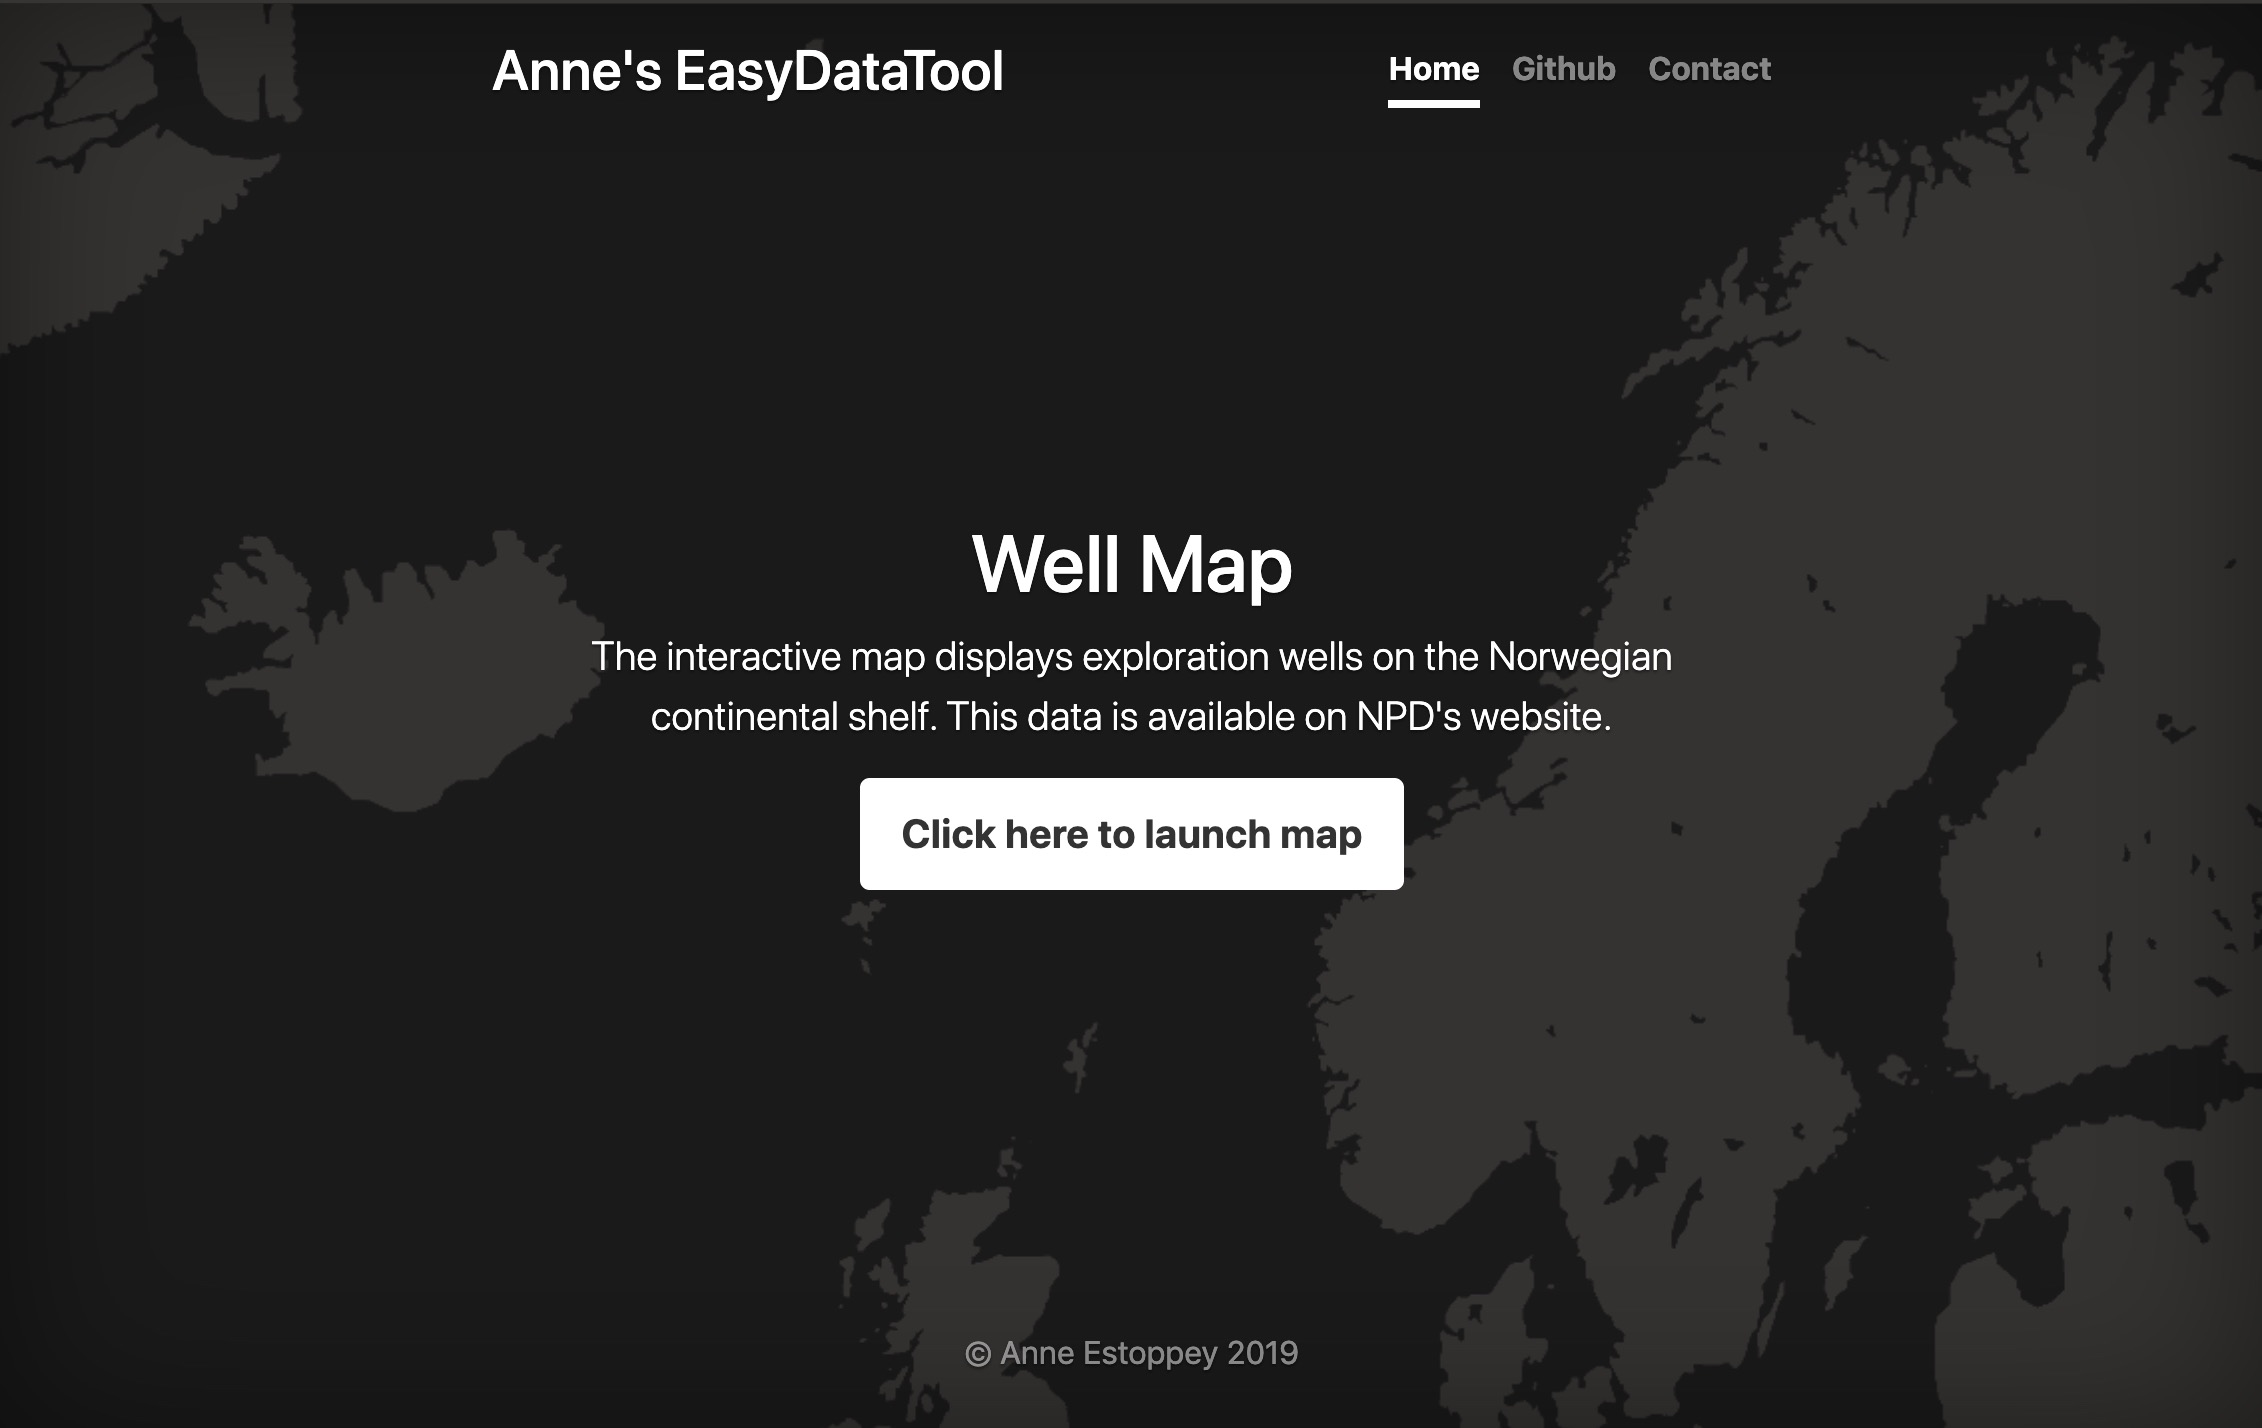 Anne's EasyDataTool
Home Github Contact
Well Map
The interactive map displays exploration wells on the Norwegian
continental shelf. This data is available on NPD's website.
Click here to launch map
© Anne Estoppey 2019